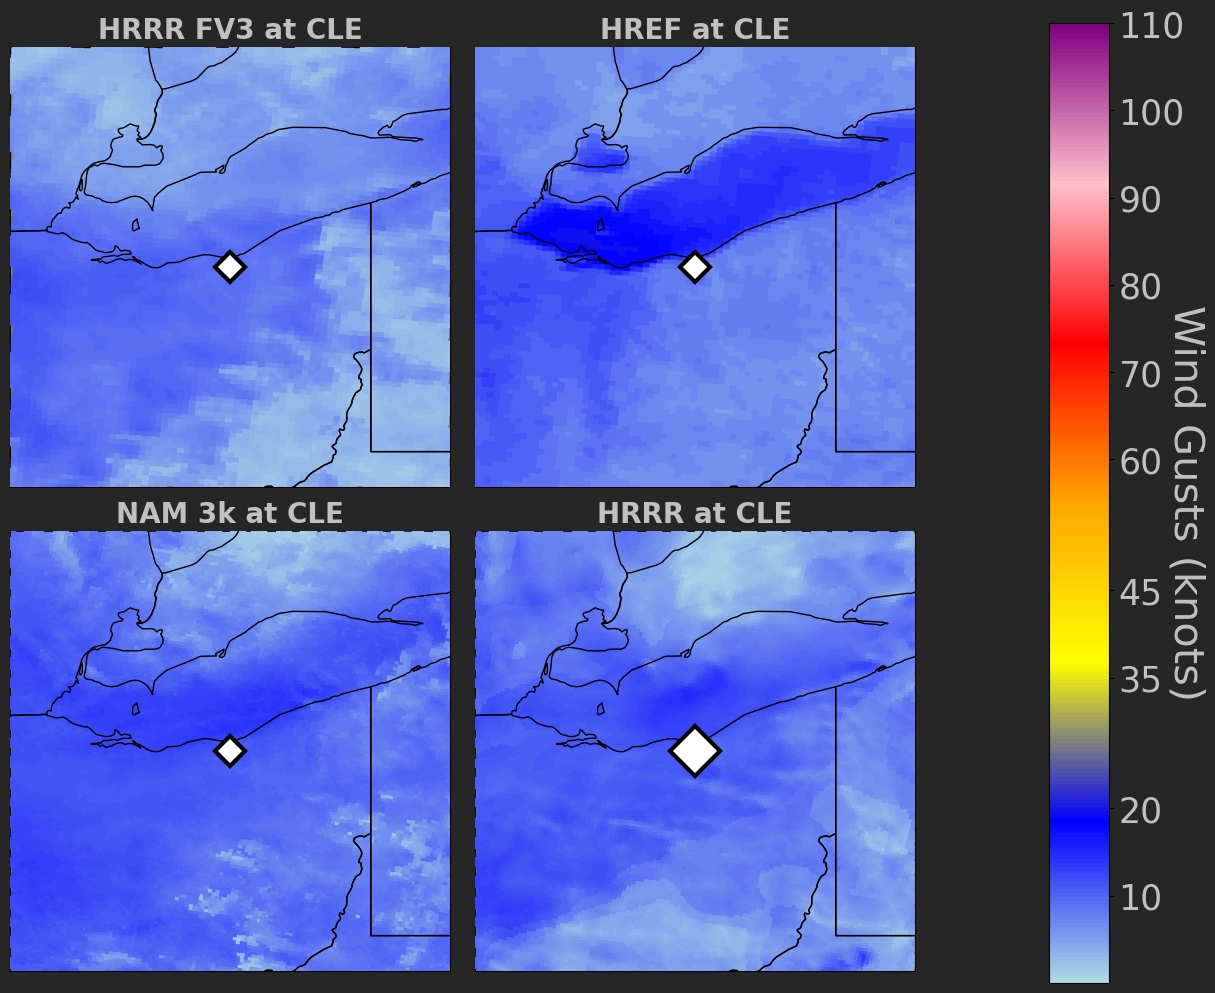 HRRR FV3 at CLE
HREF at CLE
NAM 3k at CLE
HRRR at CLE
110
100
90
80
70
60
45
35
20
10
Wind Gusts (knots)